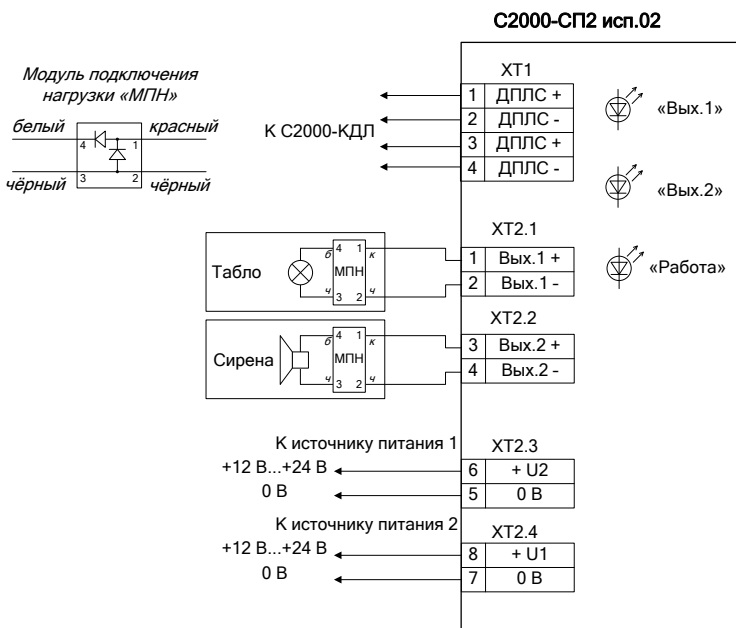 С2000-СП2 исп.02
Модуль подключения
нагрузки «МПН»
белый
красный
4
1
3
2
чёрный
чёрный
К С2000-КДЛ
XT1
1 ДПЛС +
2 ДПЛС -
3 ДПЛС +
4 ДПЛС -
«Вых.1»
«Вых.2»
«Работа»
Табло
4 1
б к
МПН
ч ч
3 2
XT2.1
1 Вых.1 +
2 Вых.1 -
Сирена
4 1
б к
МПН
ч ч
3 2
XT2.2
3 Вых.2 +
4 Вых.2 -
К источнику питания 1
+12 В...+24 В
0 В
XT2.3
6 + U2
5 0 В
К источнику питания 2
+12 В...+24 В
0 В
XT2.4
8 + U1
7 0 В